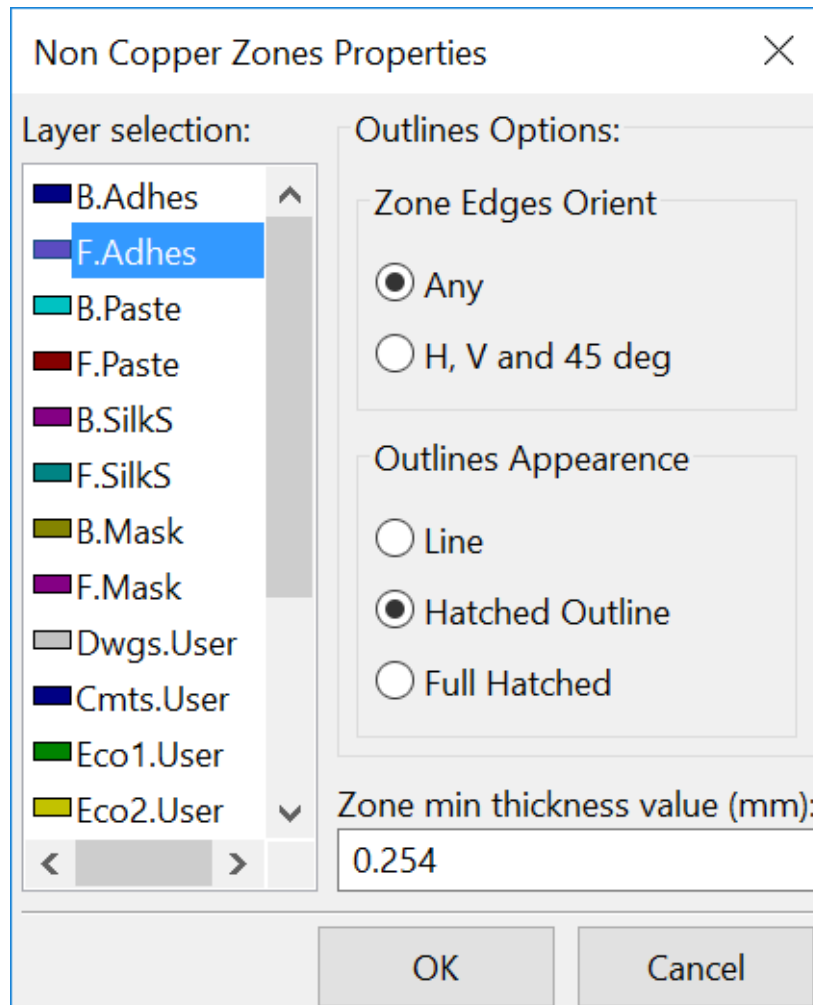 Non Copper Zones Properties
Layer selection:
B.Adhes
F.Adhes
B.Paste
F.Paste
B.SilkS
F.SilkS
B.Mask
F.Mask
Dwgs.User
Cmts.User
Eco1.User
Eco2.User
Outlines Options:
Zone Edges Orient
Any
H, V and 45 deg
Outlines Appearence
Line
Hatched Outline
Full Hatched
Zone min thickness value (mm):
0.254
OK
Cancel